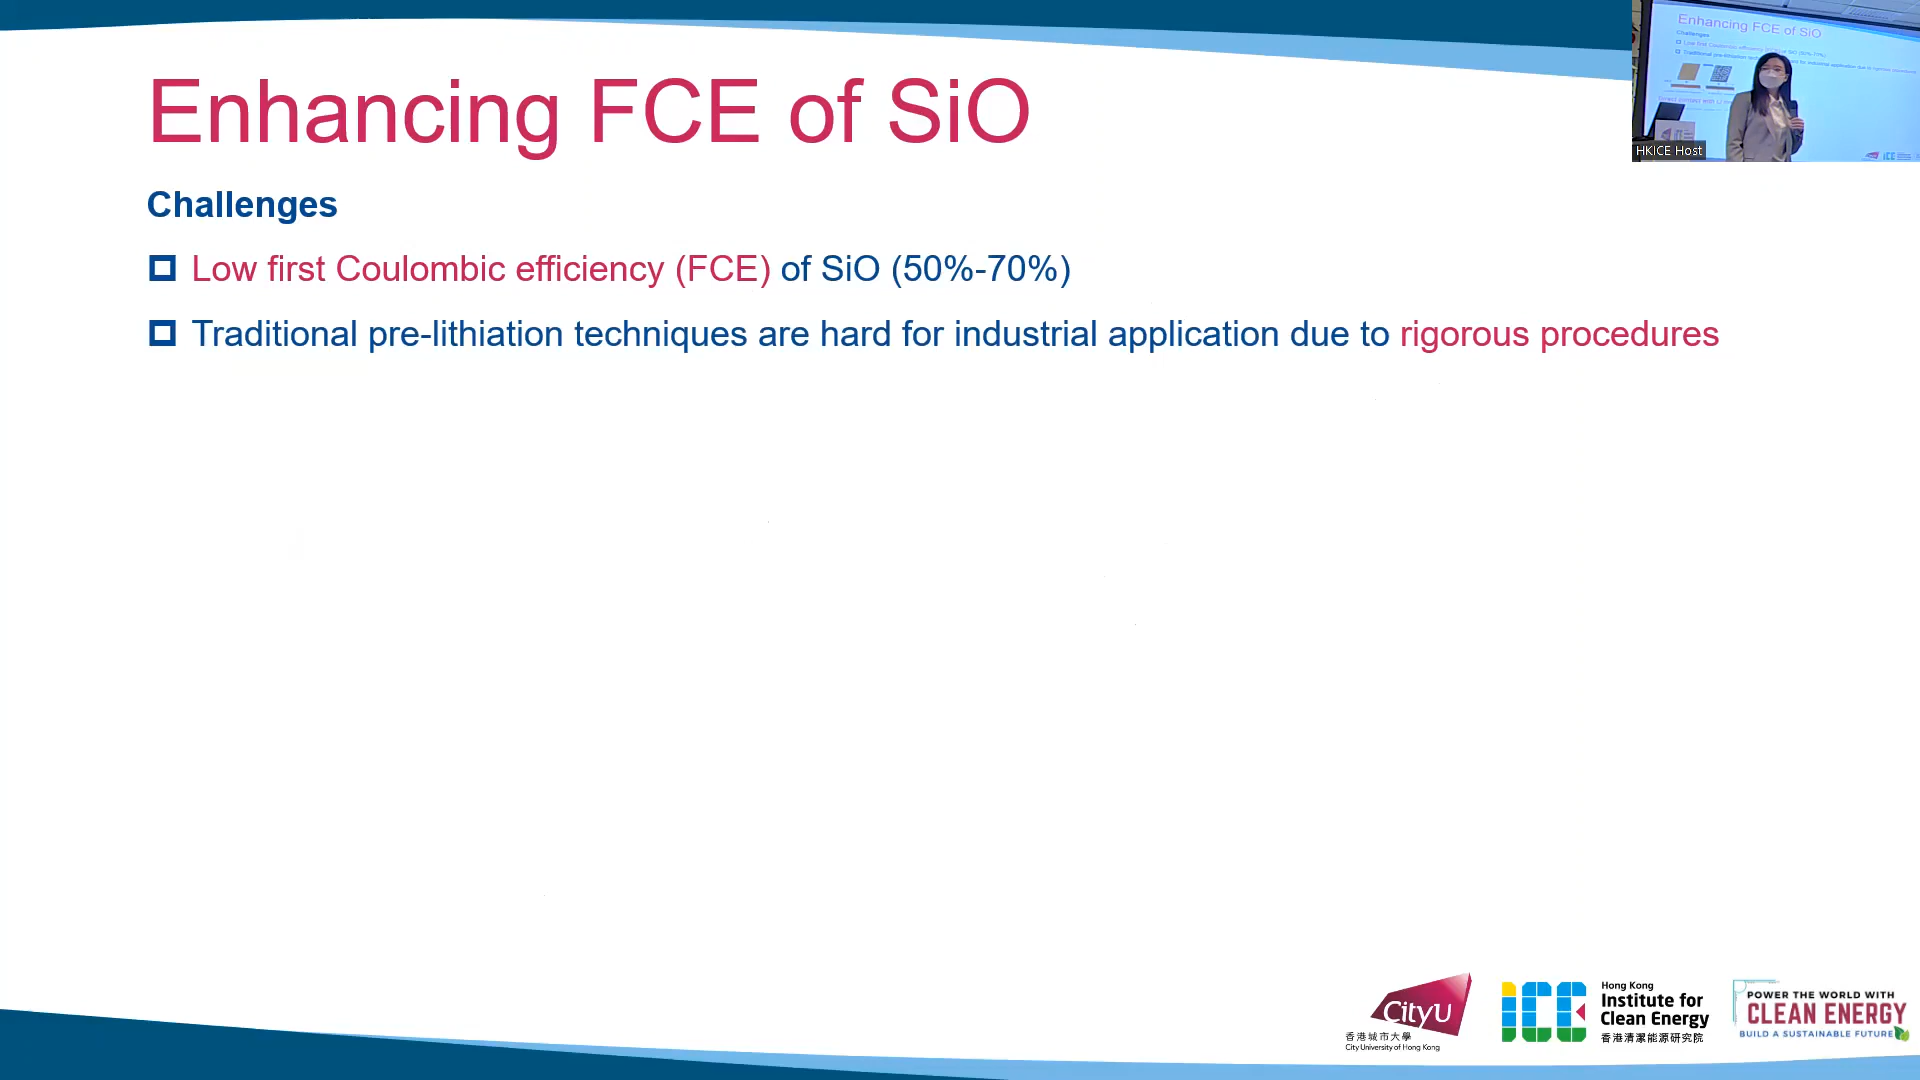 Enhancing FCE of SiO
Challenges
Low first Coulombic efficiency (FCE) of SiO (50%-70%)
Traditional pre-lithiation techniques are hard for industrial application due to rigorous procedures
Enhancing FCE of SiO
Challenges
HKICE Host
CityU
香港城市大學
City University of Hong Kong
ICE
Hong Kong
Institute for
Clean Energy
香港清潔能源研究院
POWER THE WORLD WITH
CLEAN ENERGY
BUILD A SUSTAINABLE FUTURE